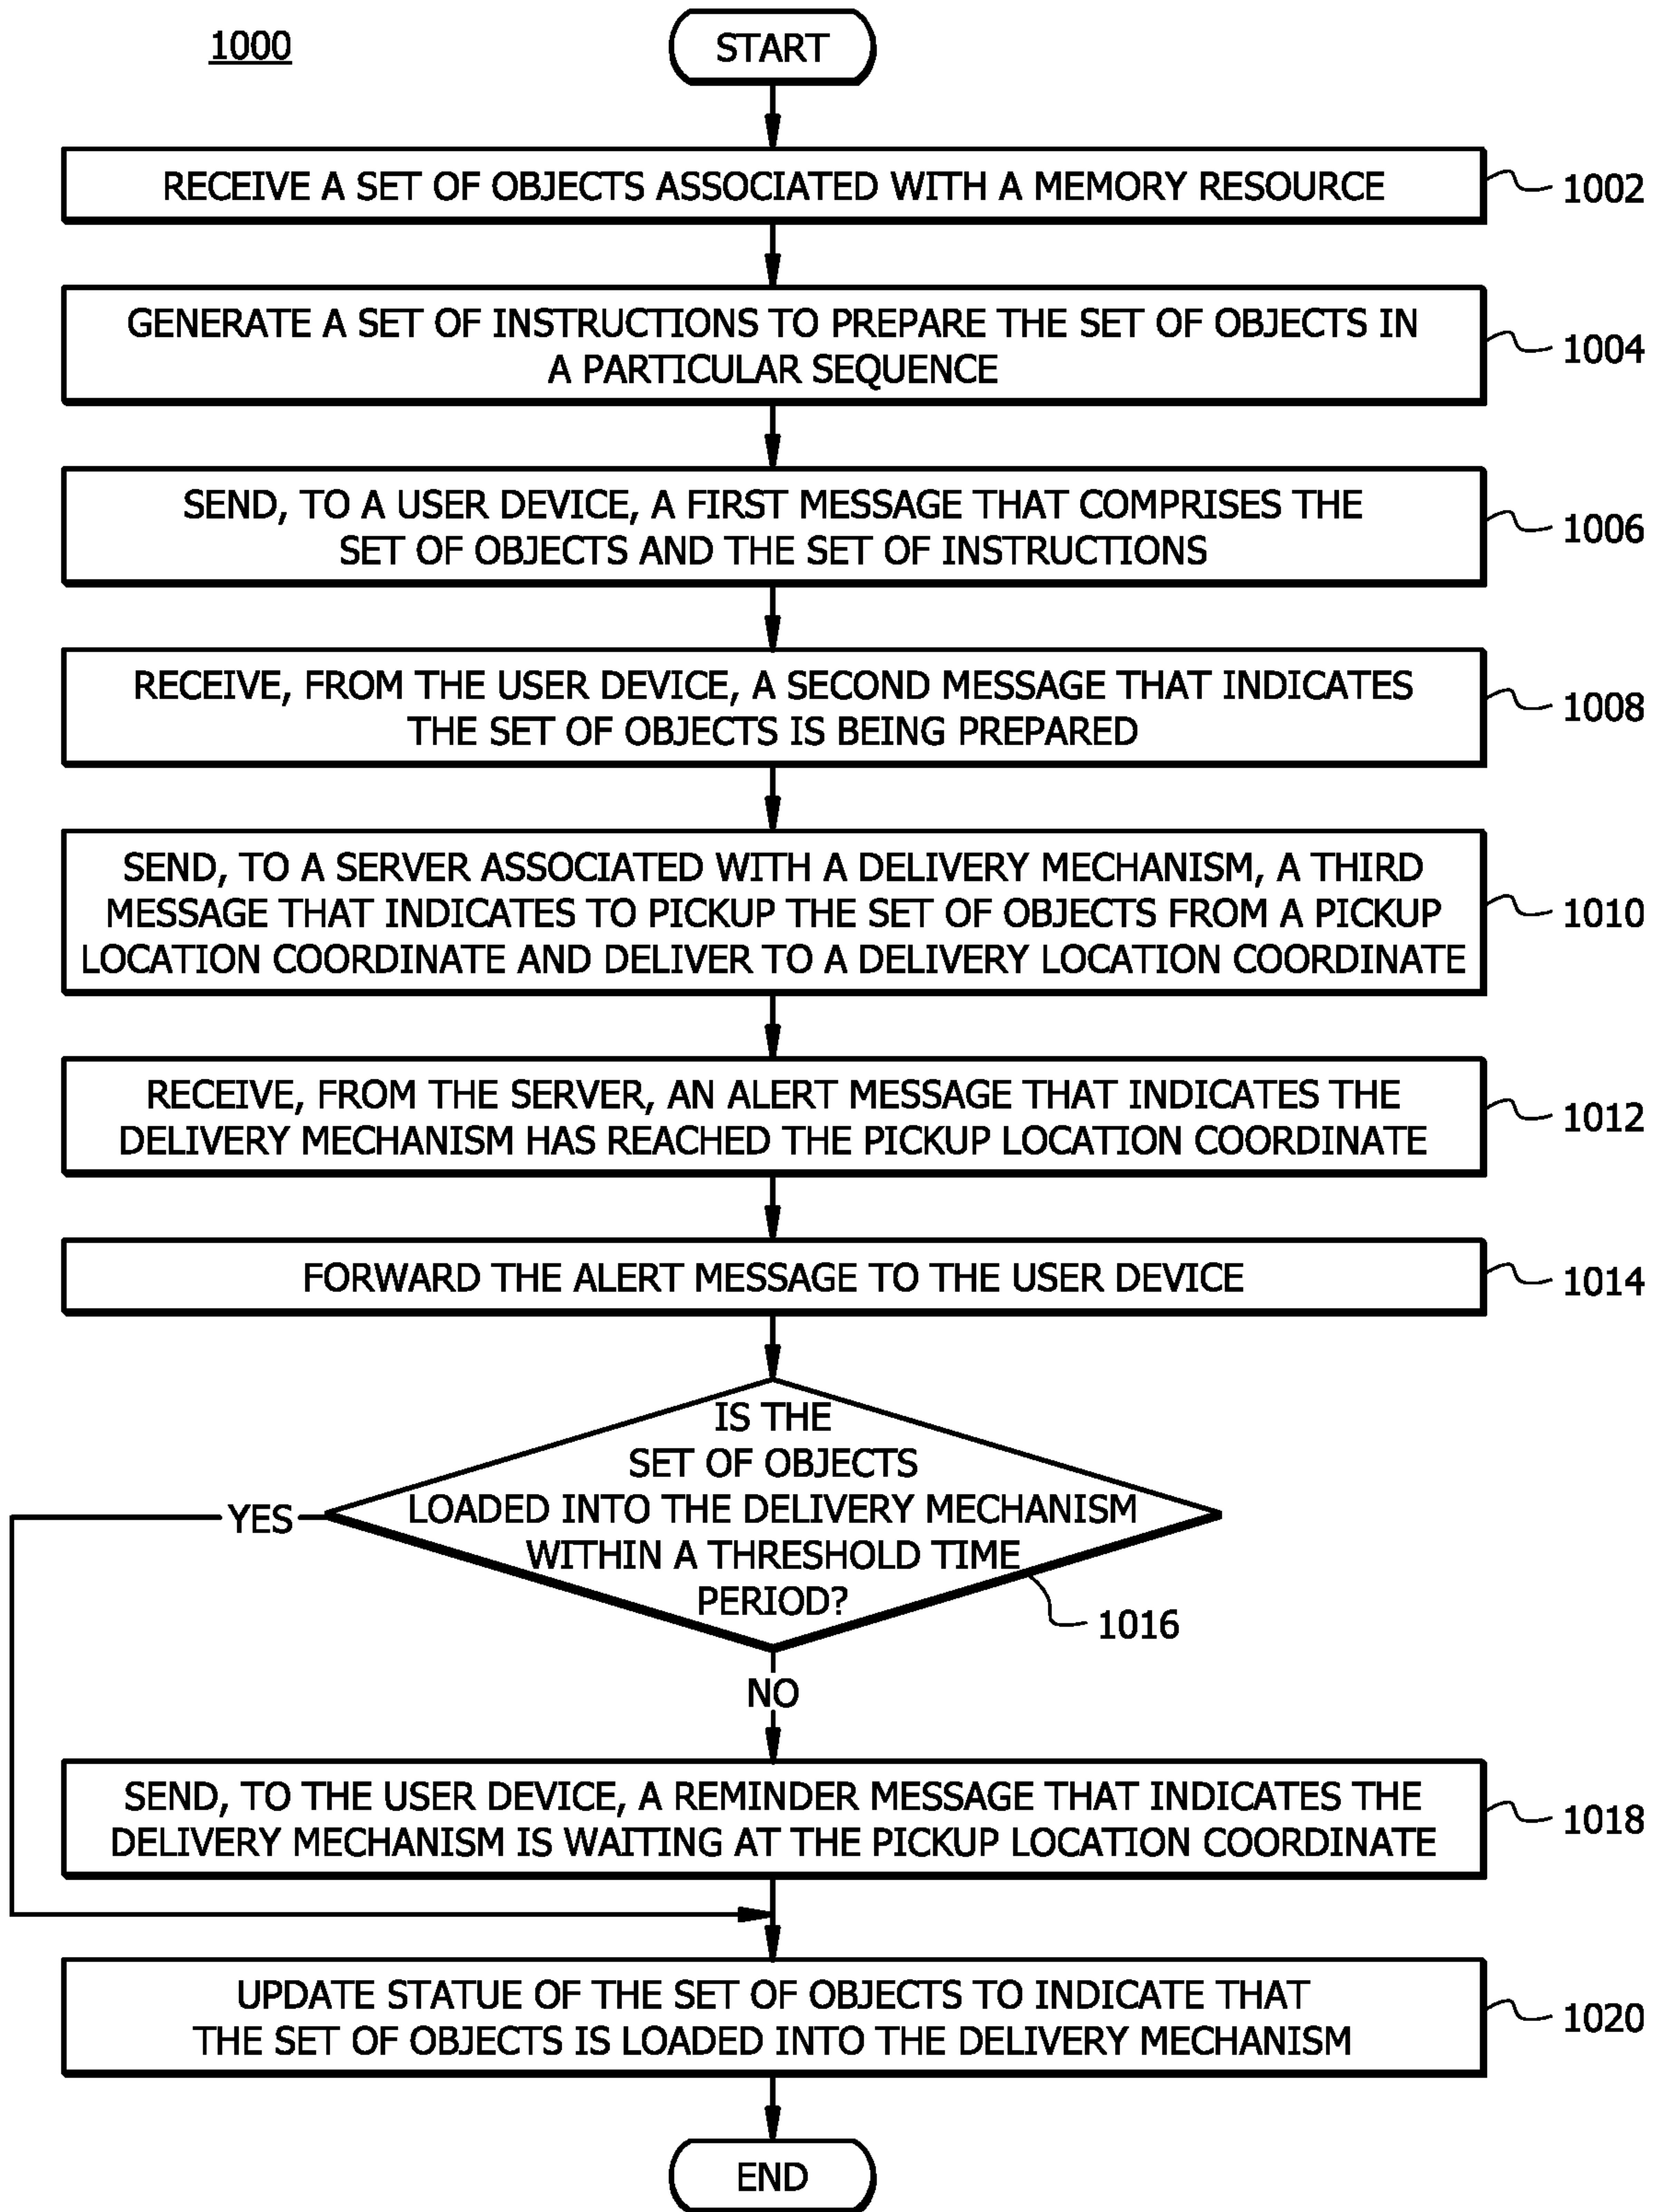 1000
START
RECEIVE A SET OF OBJECTS ASSOCIATED WITH A MEMORY RESOURCE
1002
GENERATE A SET OF INSTRUCTIONS TO PREPARE THE SET OF OBJECTS IN
A PARTICULAR SEQUENCE
1004
SEND, TO A USER DEVICE, A FIRST MESSAGE THAT COMPRISES THE
SET OF OBJECTS AND THE SET OF INSTRUCTIONS
1006
RECEIVE, FROM THE USER DEVICE, A SECOND MESSAGE THAT INDICATES
THE SET OF OBJECTS IS BEING PREPARED
1008
SEND, TO A SERVER ASSOCIATED WITH A DELIVERY MECHANISM, A THIRD
MESSAGE THAT INDICATES TO PICKUP THE SET OF OBJECTS FROM A PICKUP
LOCATION COORDINATE AND DELIVER TO A DELIVERY LOCATION COORDINATE
1010
RECEIVE, FROM THE SERVER, AN ALERT MESSAGE THAT INDICATES THE
DELIVERY MECHANISM HAS REACHED THE PICKUP LOCATION COORDINATE
1012
FORWARD THE ALERT MESSAGE TO THE USER DEVICE
1014
IS THE
SET OF OBJECTS
LOADED INTO THE DELIVERY MECHANISM
WITHIN A THRESHOLD TIME
PERIOD?
YES
1016
NO
SEND, TO THE USER DEVICE, A REMINDER MESSAGE THAT INDICATES THE
DELIVERY MECHANISM IS WAITING AT THE PICKUP LOCATION COORDINATE
1018
UPDATE STATUE OF THE SET OF OBJECTS TO INDICATE THAT
THE SET OF OBJECTS IS LOADED INTO THE DELIVERY MECHANISM
1020
END